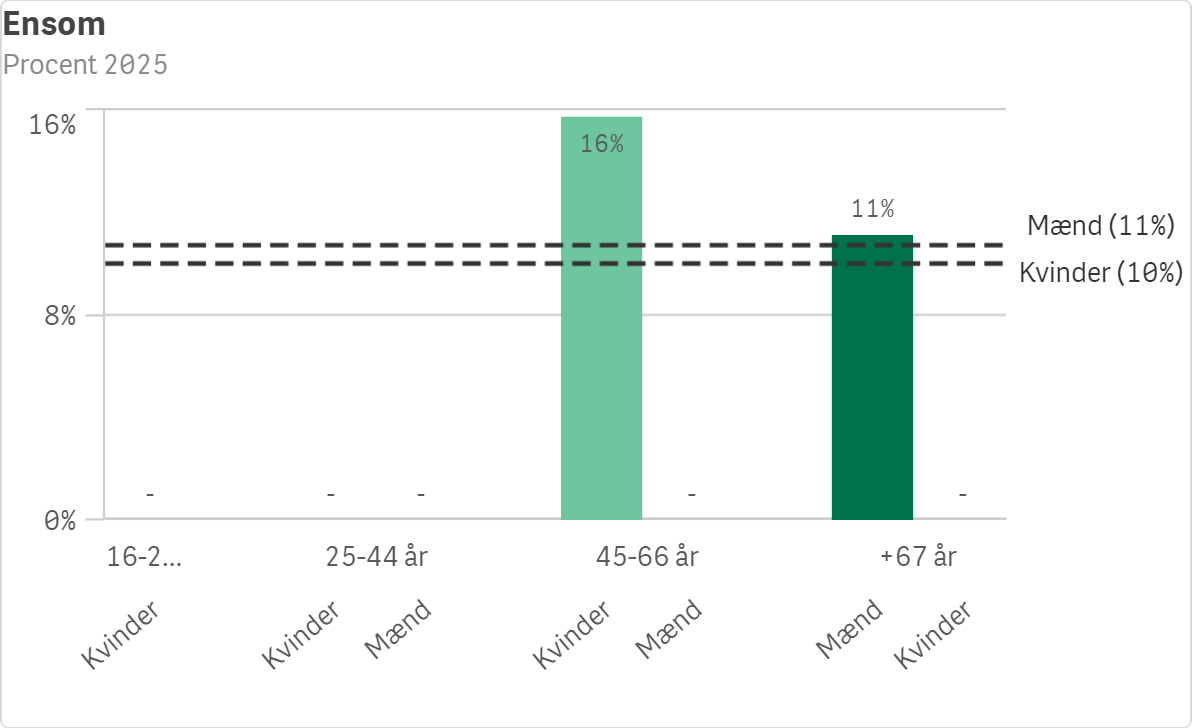 Ensom
Procent 2025
16%
16%
11%
Mænd (11%)
Kvinder (10%)
8%
- - - - -
0%
16-2... 25-44 år 45-66 år +67 år
Kvinder Kvinder Mænd Kvinder Mænd Mænd Kvinder